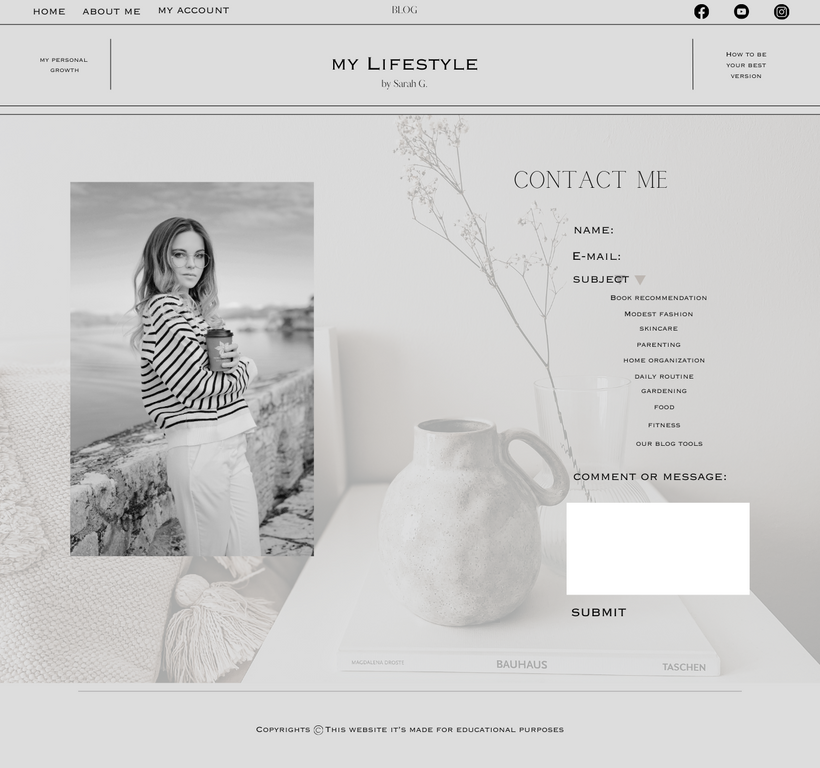 HOME
ABOUT ME
MY ACCOUNT
BLOG
MY PERSONAL
GROWTH
MY LIFESTYLE
by Sarah G.
HOW TO BE
YOUR BEST
VERSION
CONTACT ME
NAME:
E-MAIL:
SUBJECT
BOOK RECOMMENDATION
MODEST FASHION
SKINCARE
PARENTING
HOME ORGANIZATION
DAILY ROUTINE
GARDENING
FOOD
FITNESS
OUR BLOG TOOLS
COMMENT OR MESSAGE:
SUBMIT
MAGDALENA DROSTE
BAUHAUS
TASCHEN
COPYRIGHTS ©THIS WEBSITE IT'S MADE FOR EDUCATIONAL PURPOSES